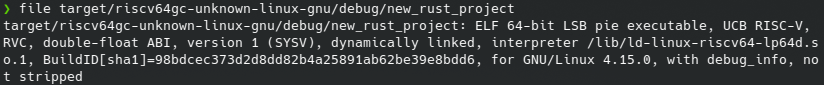 ❯ file target/riscv64gc-unknown-linux-gnu/debug/new_rust_project
target/riscv64gc-unknown-linux-gnu/debug/new_rust_project: ELF 64-bit LSB pie executable, UCB RISC-V,
RVC, double-float ABI, version 1 (SYSV), dynamically linked, interpreter /lib/ld-linux-riscv64-lp64d.s
o.1, BuildID[sha1]=98bdcec373d2d8dd82b4a25891ab62be39e8bdd6, for GNU/Linux 4.15.0, with debug_info, no
t stripped